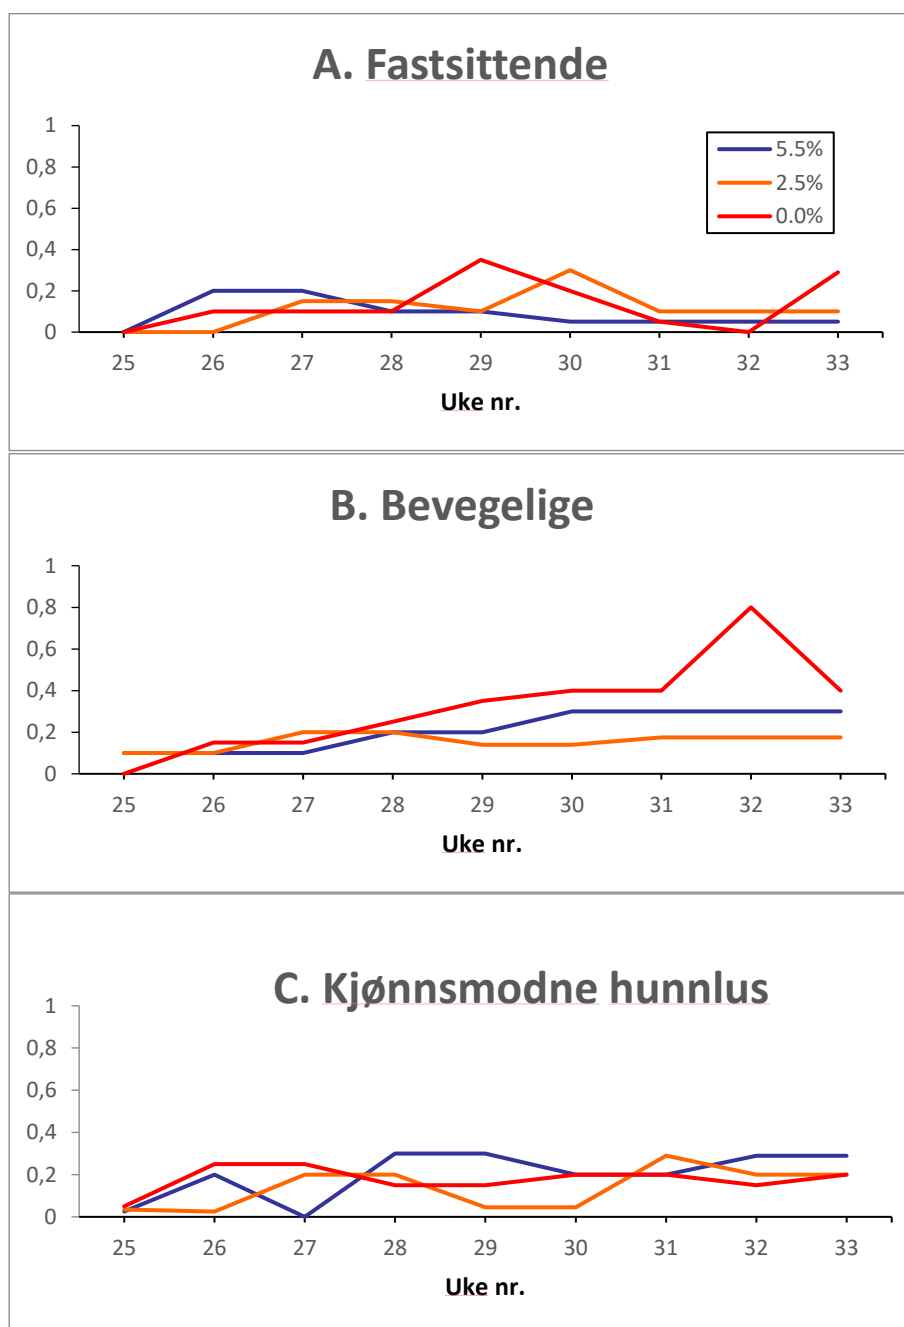 A. Fastsittende
1
0,8
0,6
0,4
0,2
0
5.5%
2.5%
0.0%
25 26 27 28 29 30 31 32 33
Uke nr.
B. Bevegelige
1
0,8
0,6
0,4
0,2
0
25 26 27 28 29 30 31 32 33
Uke nr.
C. Kjønnsmodne hunnlus
1
0,8
0,6
0,4
0,2
0
25 26 27 28 29 30 31 32 33
Uke nr.